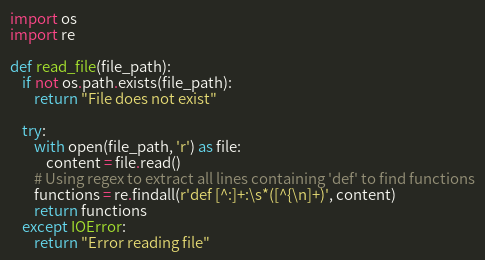 import os
import re

def read_file(file_path):
    if not os.path.exists(file_path):
        return "File does not exist"

    try:
        with open(file_path, 'r') as file:
            content = file.read()
        # Using regex to extract all lines containing 'def' to find functions
        functions = re.findall(r'def [^:]+:\s*([^{\n]+)', content)
        return functions
    except IOError:
        return "Error reading file"